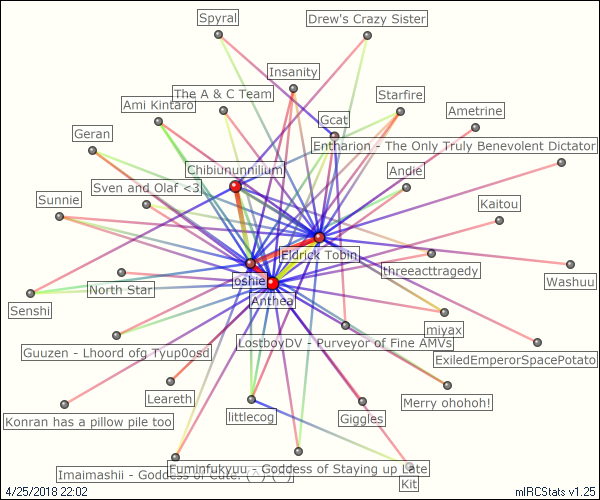 Spyral
Drew's Crazy Sister
Insanity
The A & C Team
Starfire
Ami Kintaro
Gcat
Ametrine
Geran
Entharion - The Only Truly Benevolent Dictator
Chibiununnilium
Andie
Sven and Olaf <3
Sunnie
Kaitou
Eldrick Tobin
threeacttragedy
oshie
North Star
Washuu
Anthea
Senshi
miyax
LostboyDV - Purveyor of Fine AMVs
Guuzen - Lhoord ofg Tyup0osd
ExiledEmperorSpacePotato
Leareth
Merry ohohoh!
littlecog
Giggles
Konran has a pillow pile too
Fuminfukyuu - Goddess of Staying up Late
Imaimashii - Goddess of Cute!
Kit
4/25/2018 22:02
mIRCStats v1.25